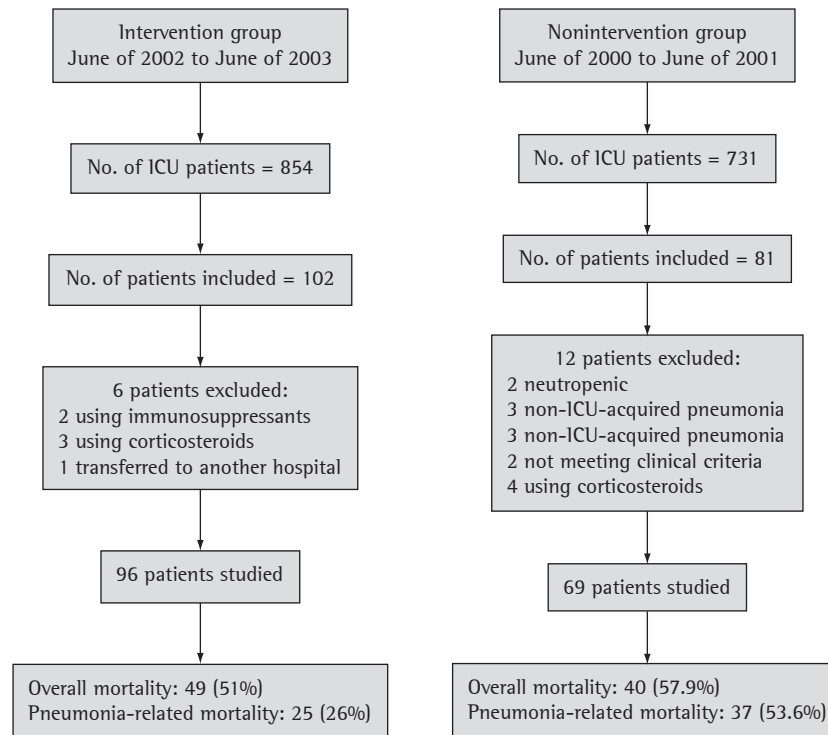 Intervention group
June of 2002 to June of 2003
No. of ICU patients = 854
No. of patients included = 102
6 patients excluded:
2 using immunosuppressants
3 using corticosteroids
1 transferred to another hospital
96 patients studied
Overall mortality: 49 (51%)
Pneumonia-related mortality: 25 (26%)
Nonintervention group
June of 2000 to June of 2001
No. of ICU patients = 731
No. of patients included = 81
12 patients excluded:
2 neutropenic
3 non-ICU-acquired pneumonia
3 non-ICU-acquired pneumonia
2 not meeting clinical criteria
4 using corticosteroids
69 patients studied
Overall mortality: 40 (57.9%)
Pneumonia-related mortality: 37 (53.6%)